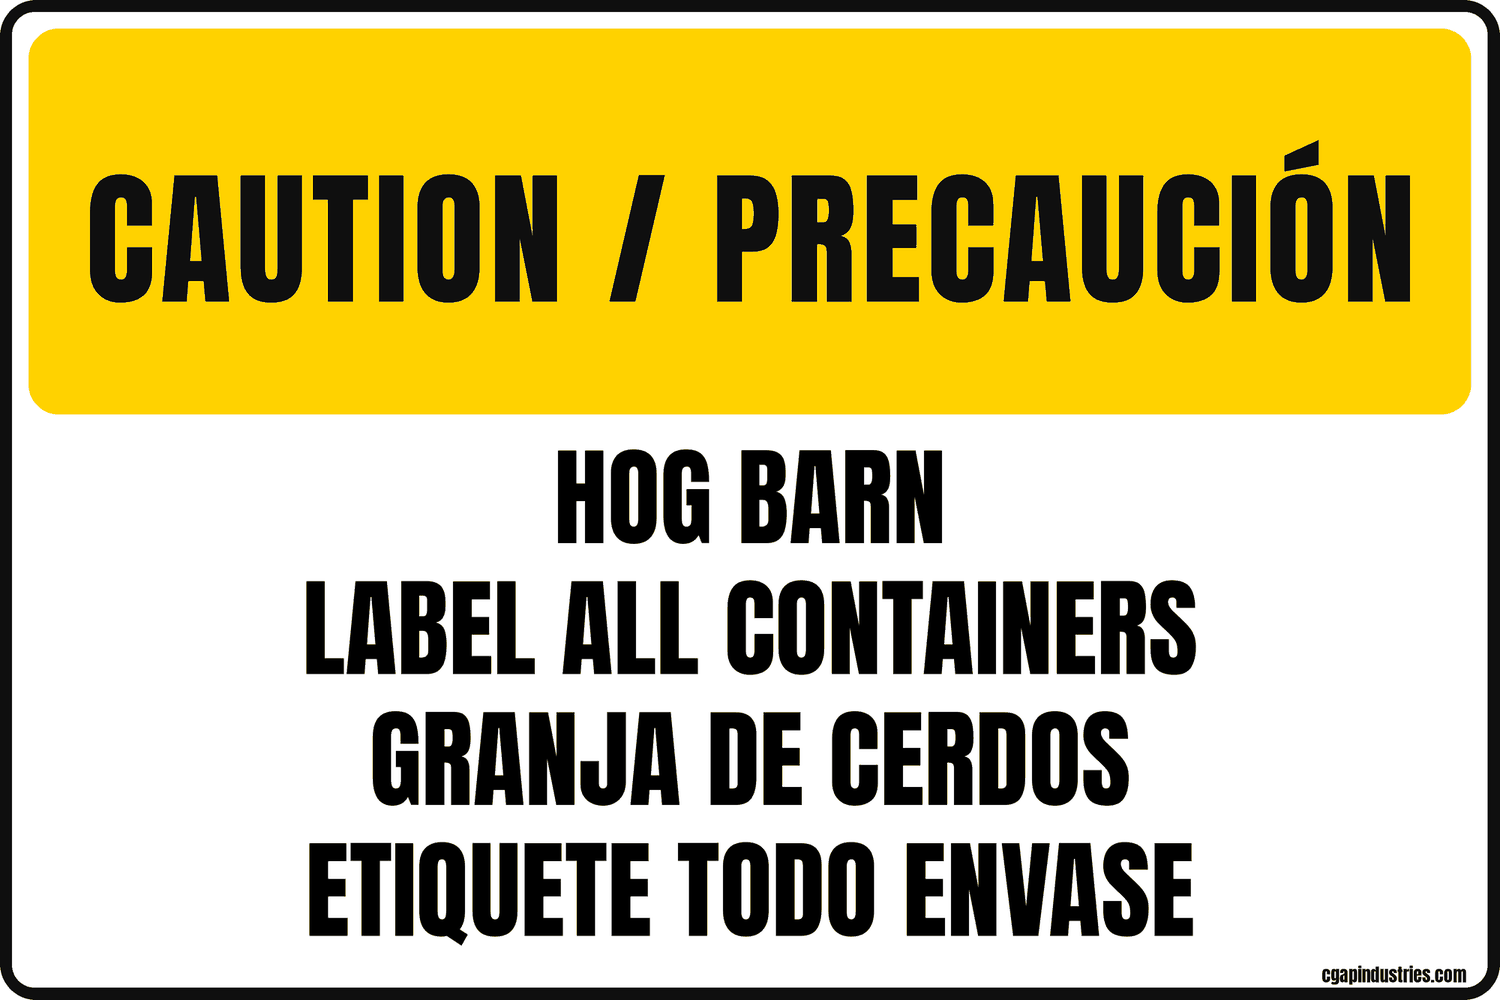 CAUTION / PRECAUCIÓN
HOG BARN
LABEL ALL CONTAINERS
GRANJA DE CERDOS
ETIQUETE TODO ENVASE
cgapindustries.com